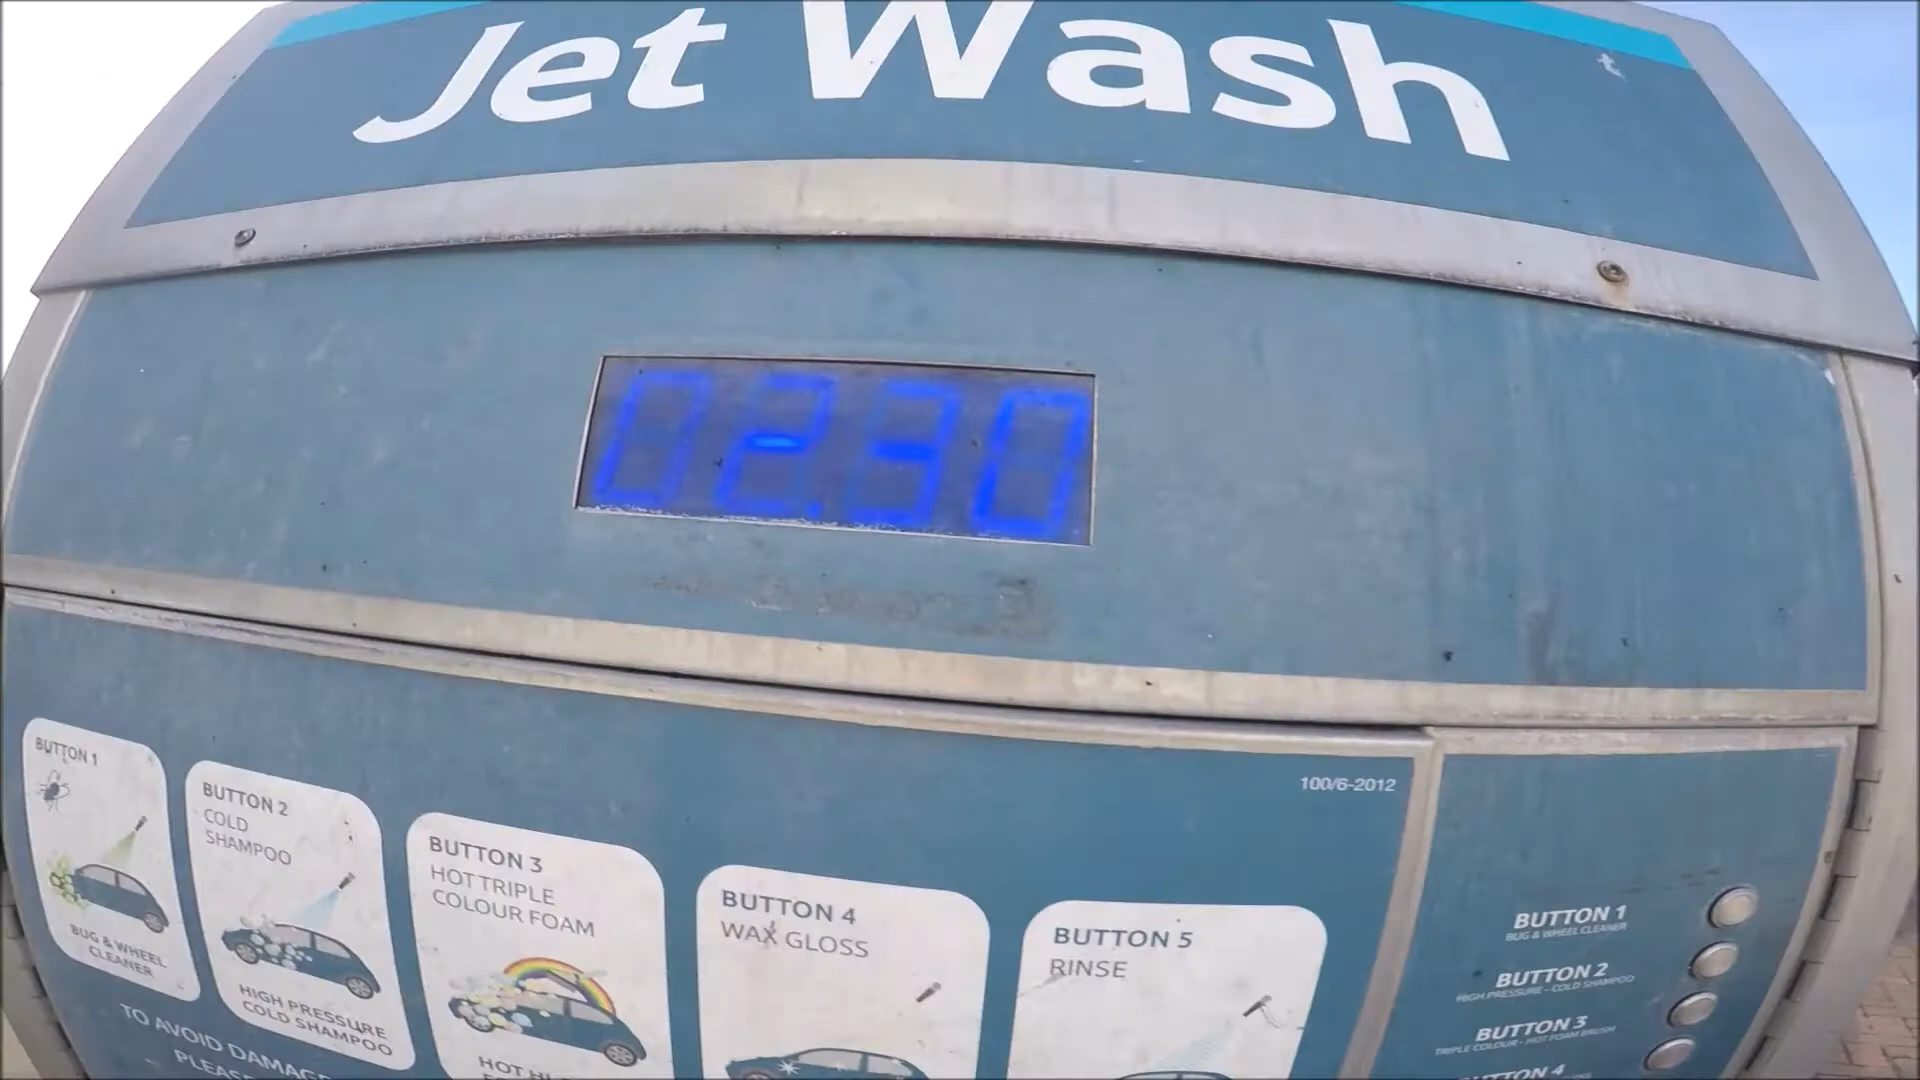 Jet Wash
02.30
100/6-2012
BUTTON 1
BUG & WHEEL
CLEANER
BUTTON 2
COLD
SHAMPOO
HIGH PRESSURE
COLD SHAMPOO
BUTTON 3
HOT TRIPLE
COLOUR FOAM
BUTTON 4
WAX GLOSS
BUTTON 5
RINSE
TO AVOID DAMAGE
BUTTON 1
BUG & WHEEL CLEANER
BUTTON 2
HIGH PRESSURE - COLD SHAMPOO
BUTTON 3
TRIPLE COLOUR - HOT FOAM BRUSH
BUTTON 4